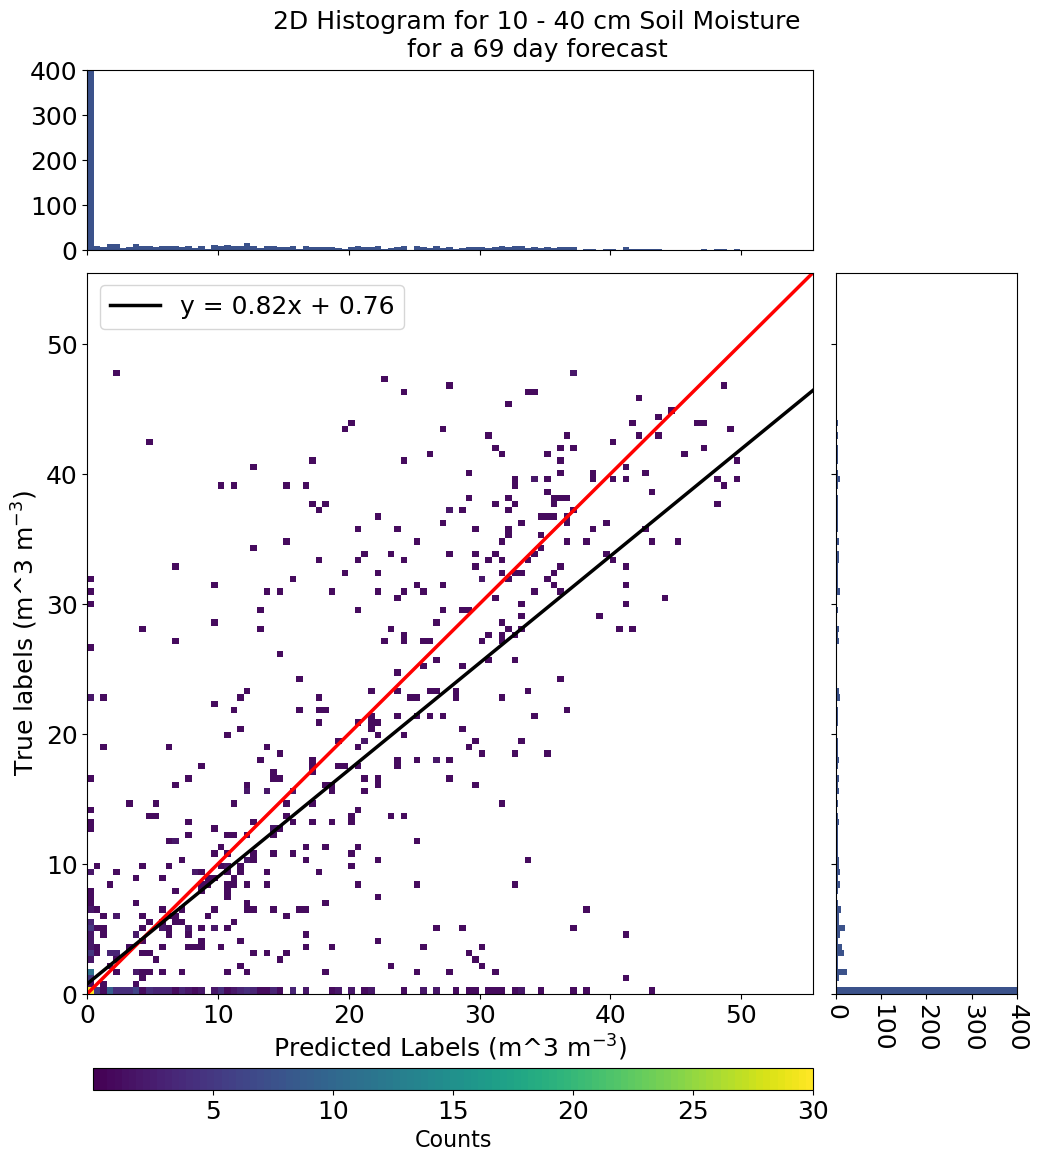 2D Histogram for 10 - 40 cm Soil Moisture
for a 69 day forecast
400
300
200
100
0
y = 0.82x + 0.76
True labels (m^3 m⁻³)
50
40
30
20
10
0
0 10 20 30 40 50
Predicted Labels (m^3 m⁻³)
0 100 200 300 400
5 10 15 20 25 30
Counts